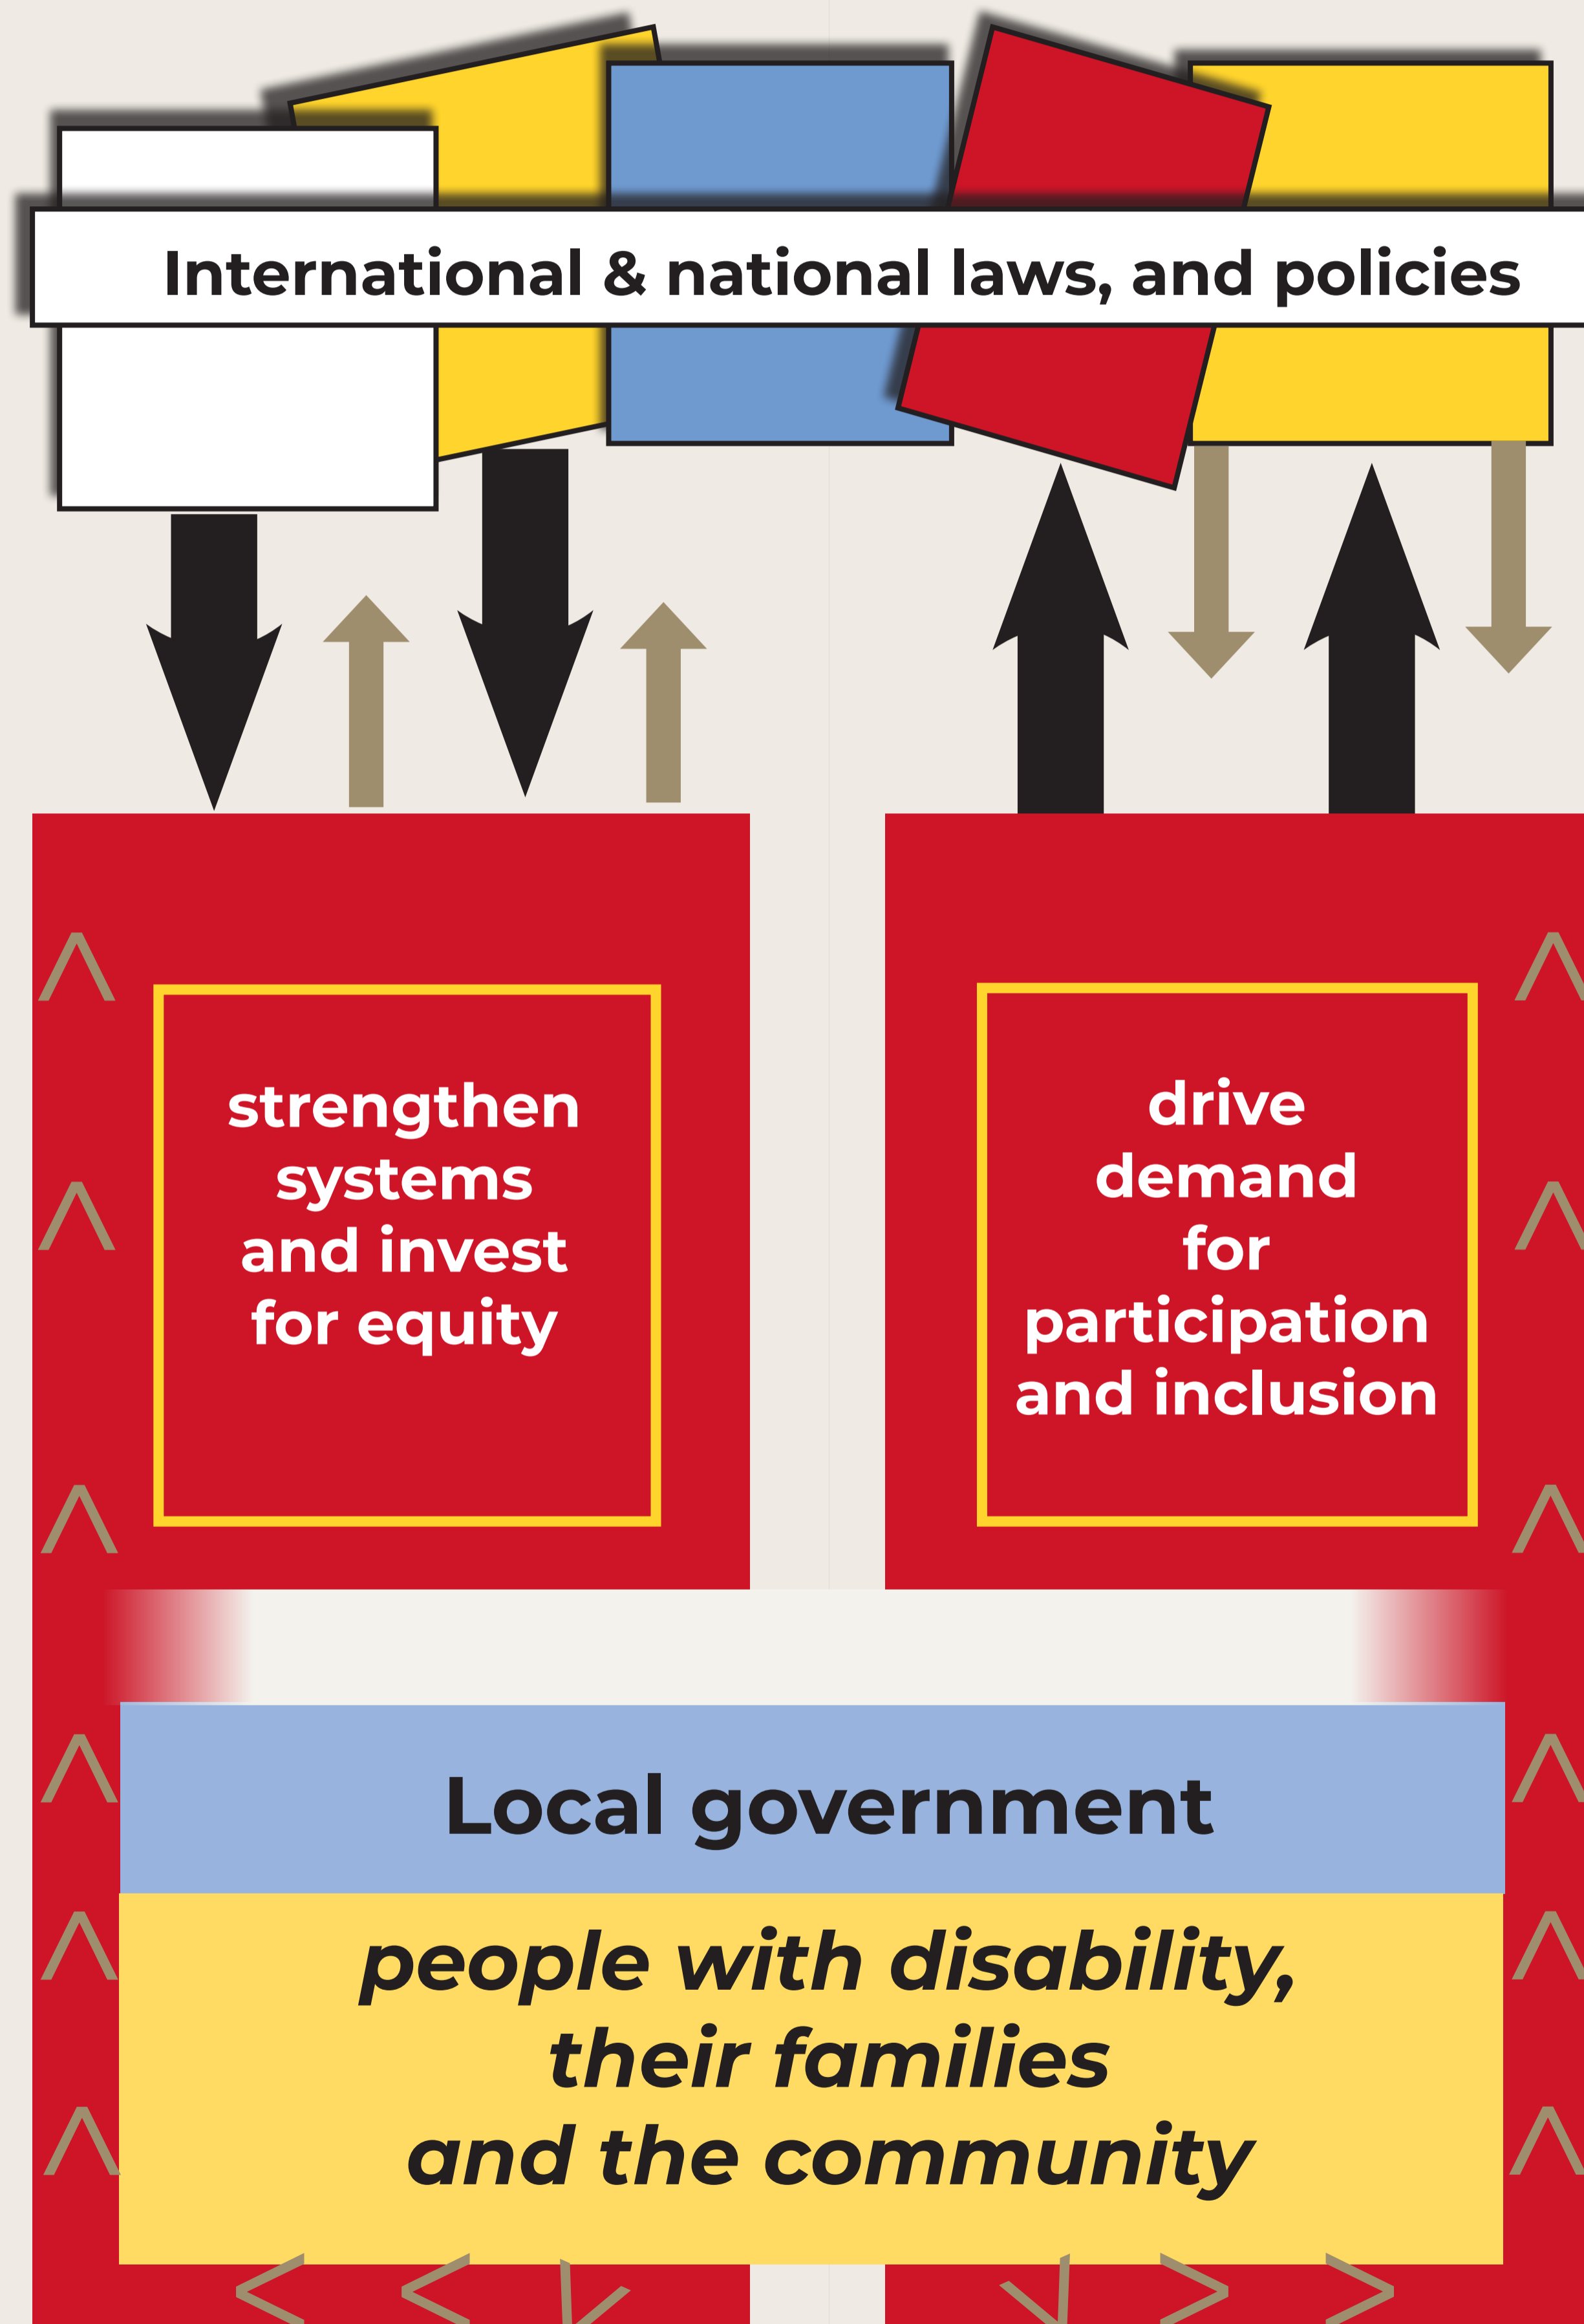 International & national laws, and policies
strengthen
systems
and invest
for equity
drive
demand
for
participation
and inclusion
Local government
people with disability,
their families
and the community